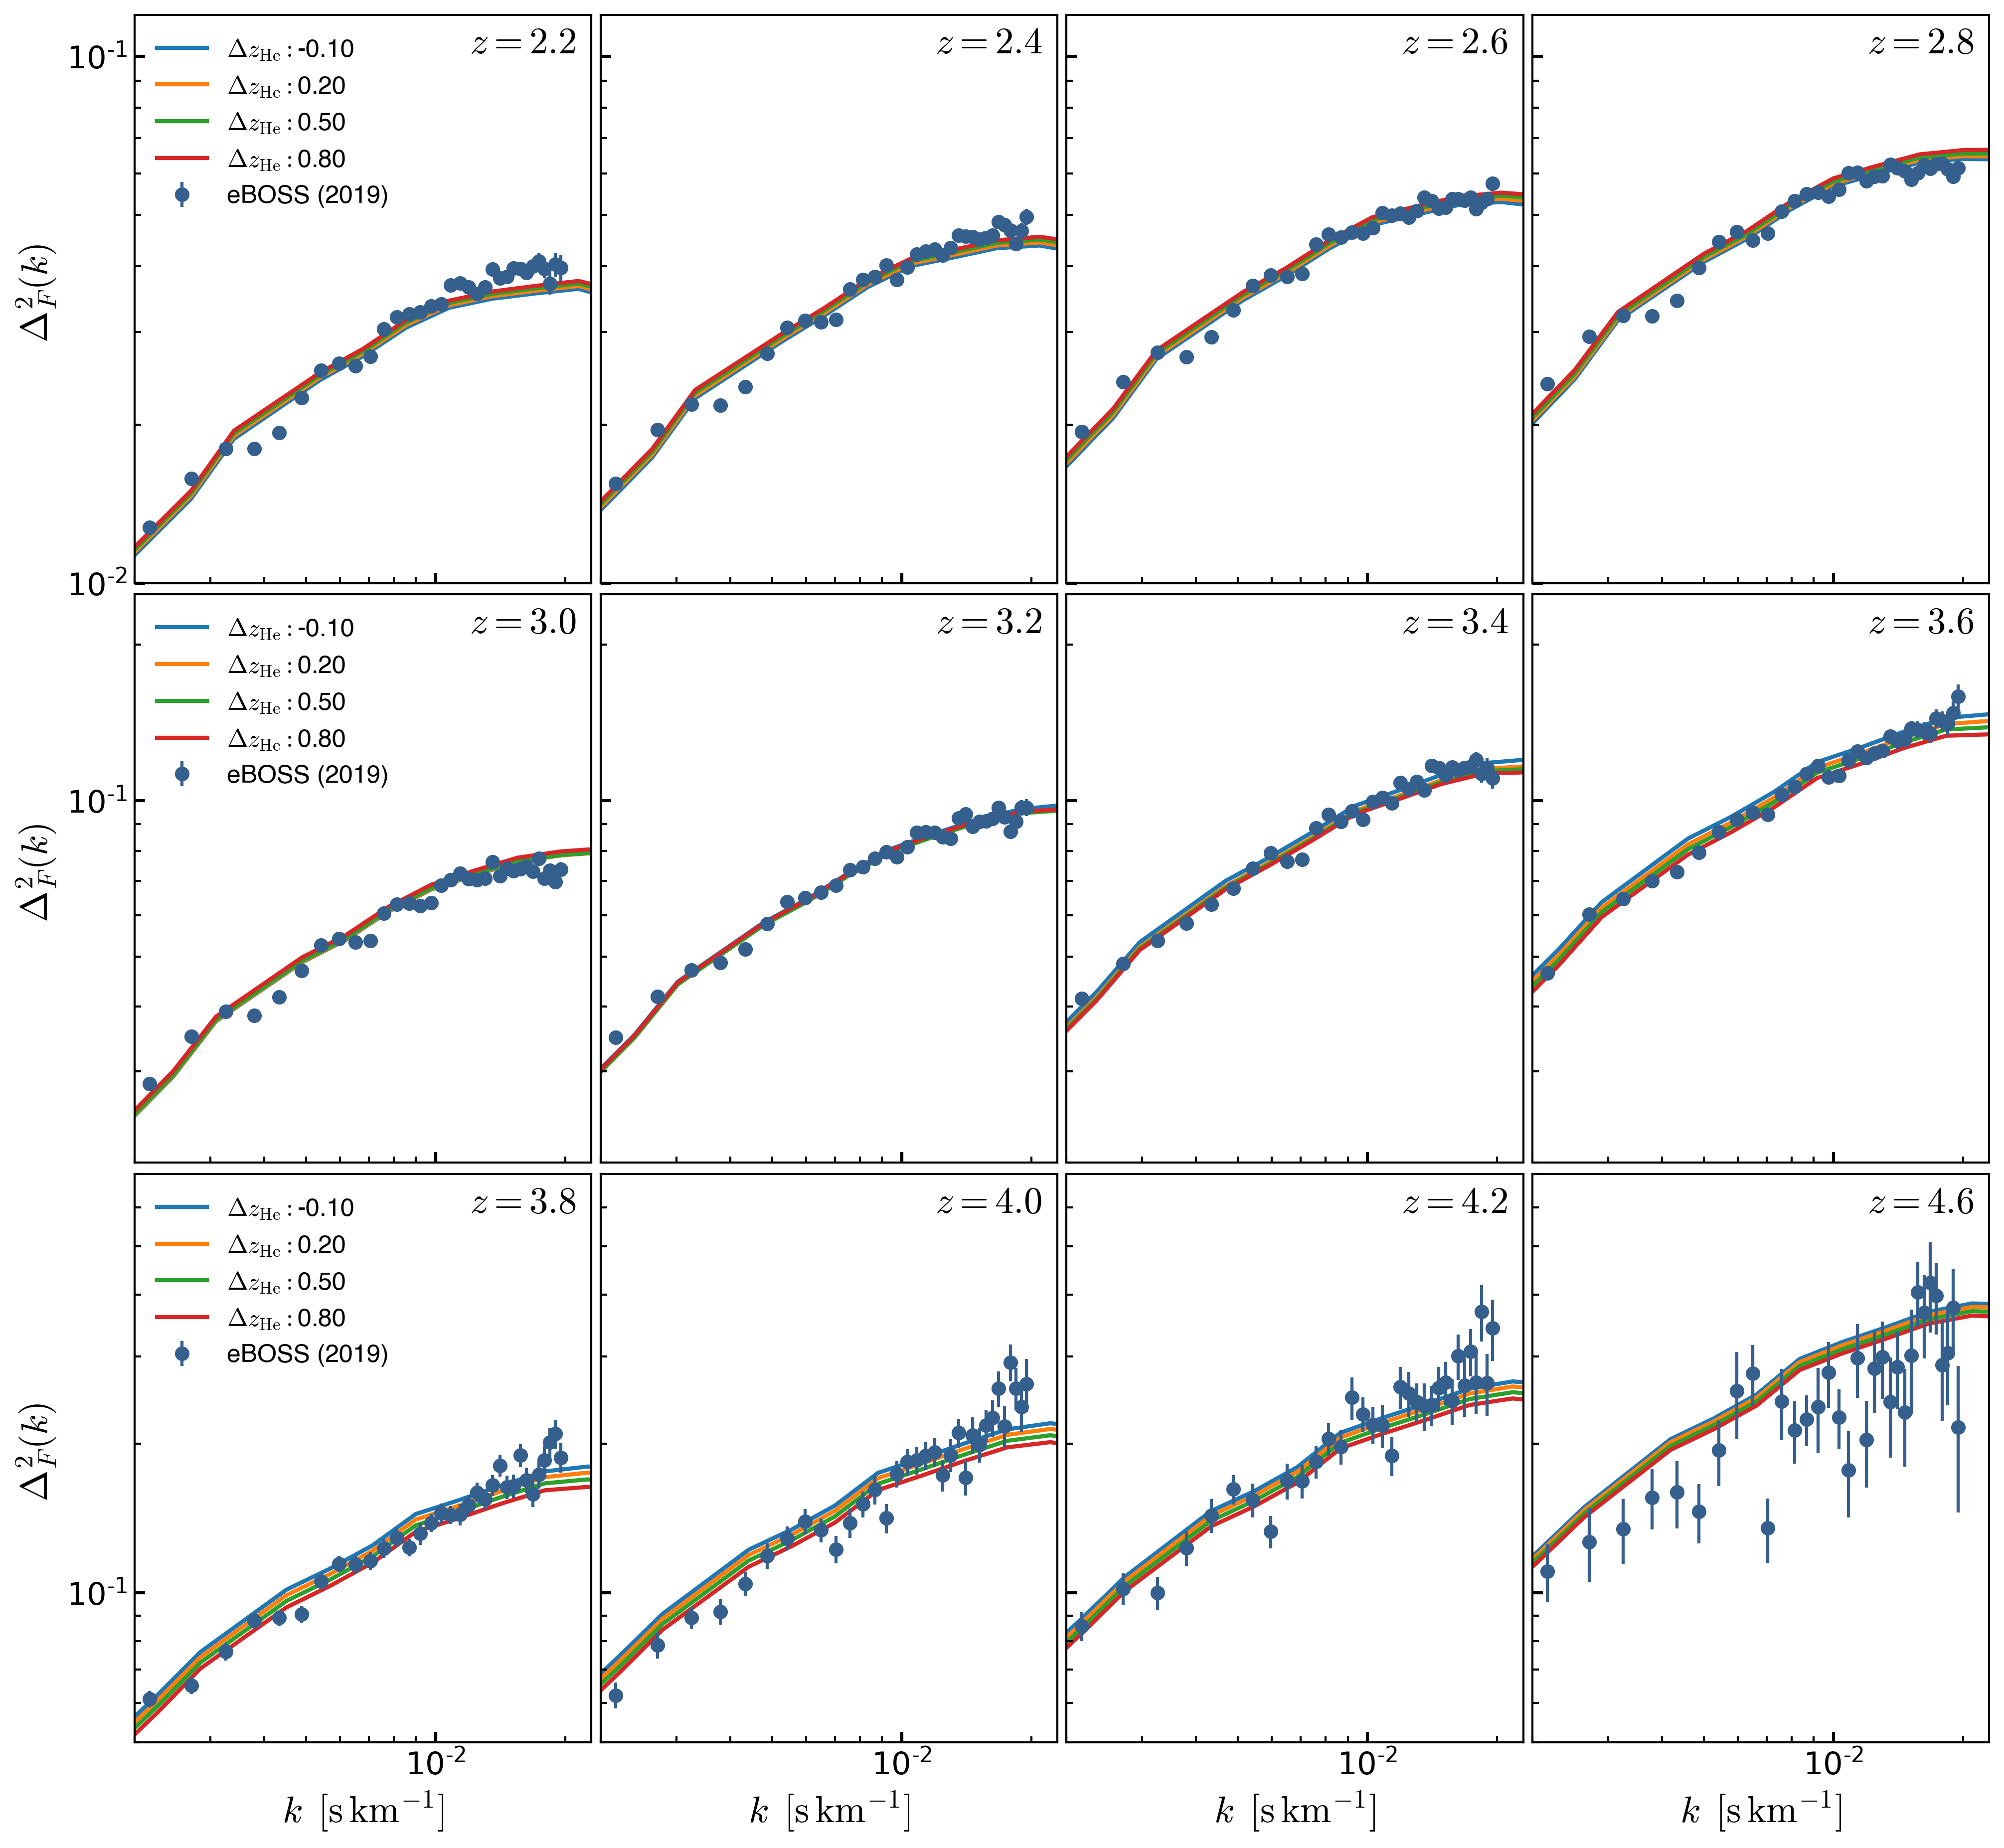 z = 2.2
Δz_He : -0.10
Δz_He : 0.20
Δz_He : 0.50
Δz_He : 0.80
eBOSS (2019)
z = 2.4
z = 2.6
z = 2.8
10^-1
10^-2
Δ²_F(k)
z = 3.0
Δz_He : -0.10
Δz_He : 0.20
Δz_He : 0.50
Δz_He : 0.80
eBOSS (2019)
z = 3.2
z = 3.4
z = 3.6
10^-1
Δ²_F(k)
z = 3.8
Δz_He : -0.10
Δz_He : 0.20
Δz_He : 0.50
Δz_He : 0.80
eBOSS (2019)
z = 4.0
z = 4.2
z = 4.6
10^-1
Δ²_F(k)
10^-2
10^-2
10^-2
10^-2
k [s km⁻¹]
k [s km⁻¹]
k [s km⁻¹]
k [s km⁻¹]